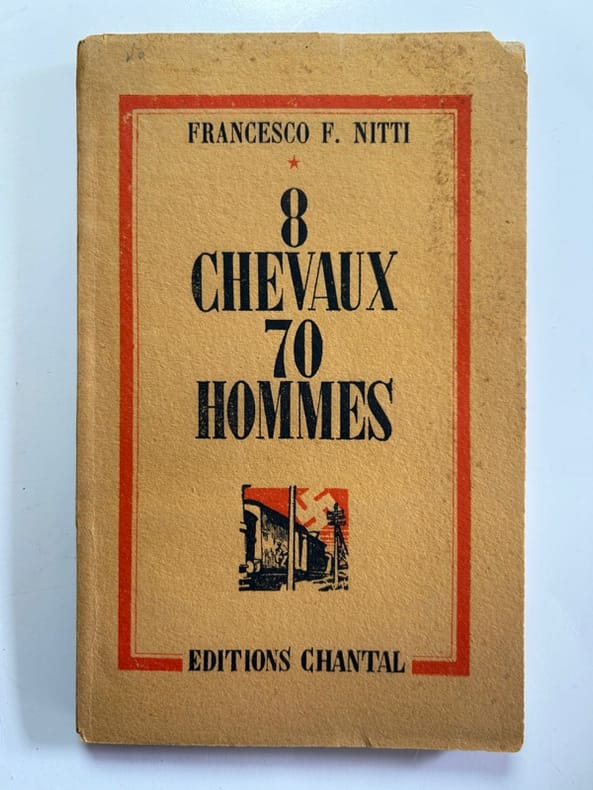 FRANCESCO F. NITTI
8
CHEVAUX
70
HOMMES
EDITIONS CHANTAL